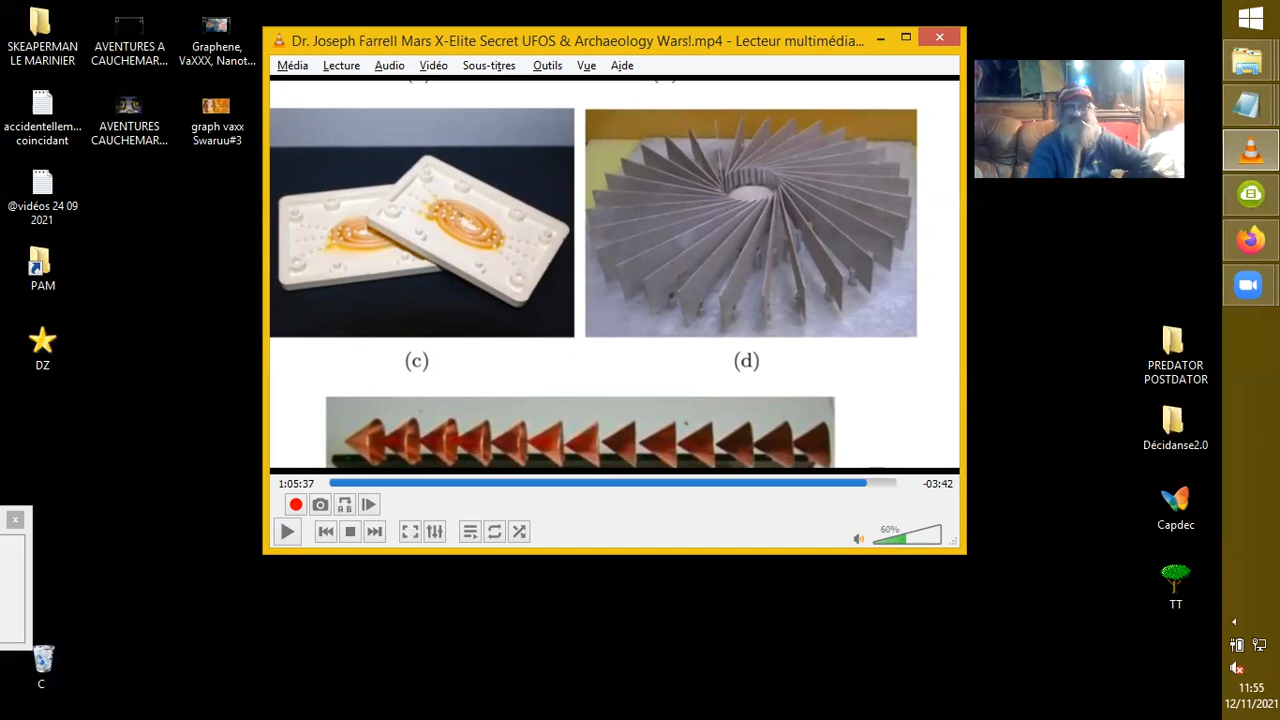 SKEAPERMAN
LE MARINIER
AVENTURES A
CAUCHEMAR...
Graphene,
VaXXX, Nanot...
accidentellem...
coincidant
AVENTURES
CAUCHEMAR...
graph vaxx
Swaruu#3
@vidéos 24 09
2021
PAM
DZ
C
x
Dr. Joseph Farrell Mars X-Elite Secret UFOS & Archaeology Wars!.mp4 - Lecteur multimédia...
Média Lecture Audio Vidéo Sous-titres Outils Vue Aide
(c) (d)
1:05:37 -03:42
A B
60%
PREDATOR
POSTDATOR
Décidanse2.0
Capdec
TT
11:55
12/11/2021